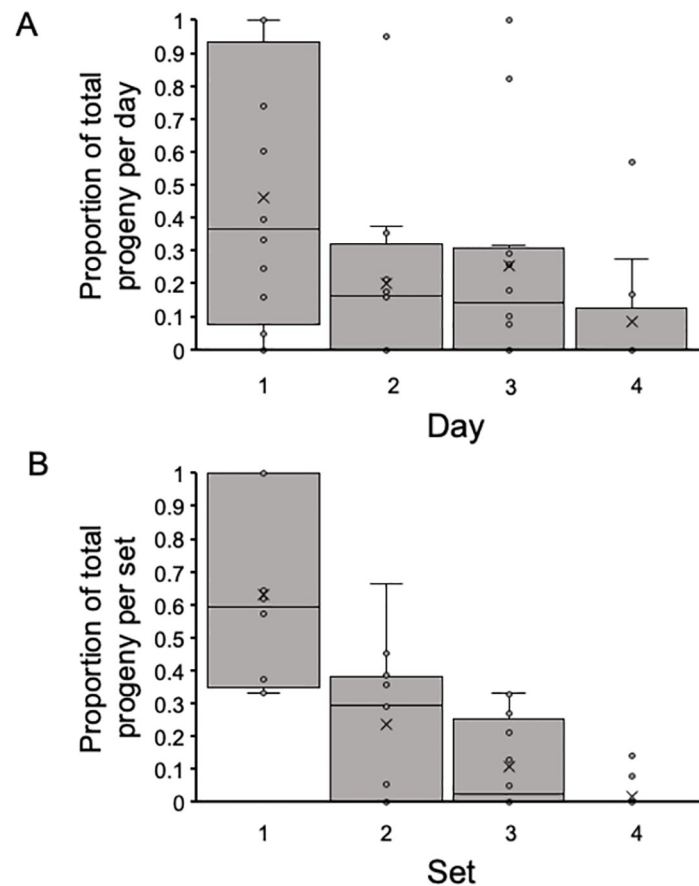 A
Proportion of total
progeny per day
1
0.9
0.8
0.7
0.6
0.5
0.4
0.3
0.2
0.1
0
1 2 3 4
Day
B
Proportion of total
progeny per set
1
0.9
0.8
0.7
0.6
0.5
0.4
0.3
0.2
0.1
0
1 2 3 4
Set